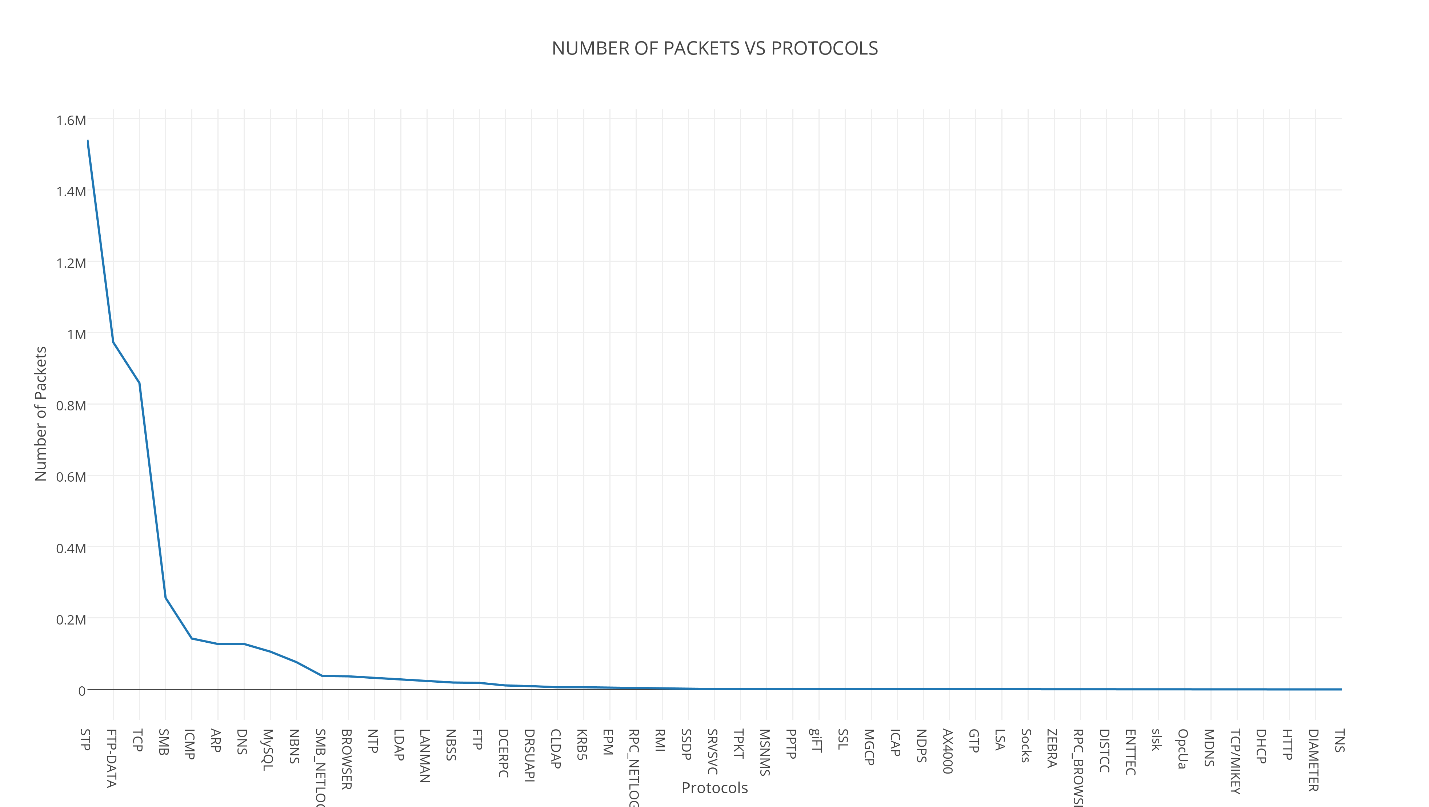 NUMBER OF PACKETS VS PROTOCOLS
1.6M
1.4M
1.2M
1M
0.8M
0.6M
0.4M
0.2M
0
Number of Packets
STP
FTP-DATA
TCP
SMB
ICMP
ARP
DNS
MySQL
NBNS
SMB_NETLOG
BROWSER
NTP
LDAP
LANMAN
NBSS
FTP
DCERPC
DRSUAPI
CLDAP
KRB5
EPM
RPC_NETLOG
RMI
SSDP
SRVSVC
TPKT
MSNMS
PPTP
giFT
SSL
MGCP
ICAP
NDPS
AX4000
GTP
LSA
Socks
ZEBRA
RPC_BROWS
DISTCC
ENTTEC
slsk
OpcUa
MDNS
TCP/MIKEY
DHCP
HTTP
DIAMETER
TNS
Protocols